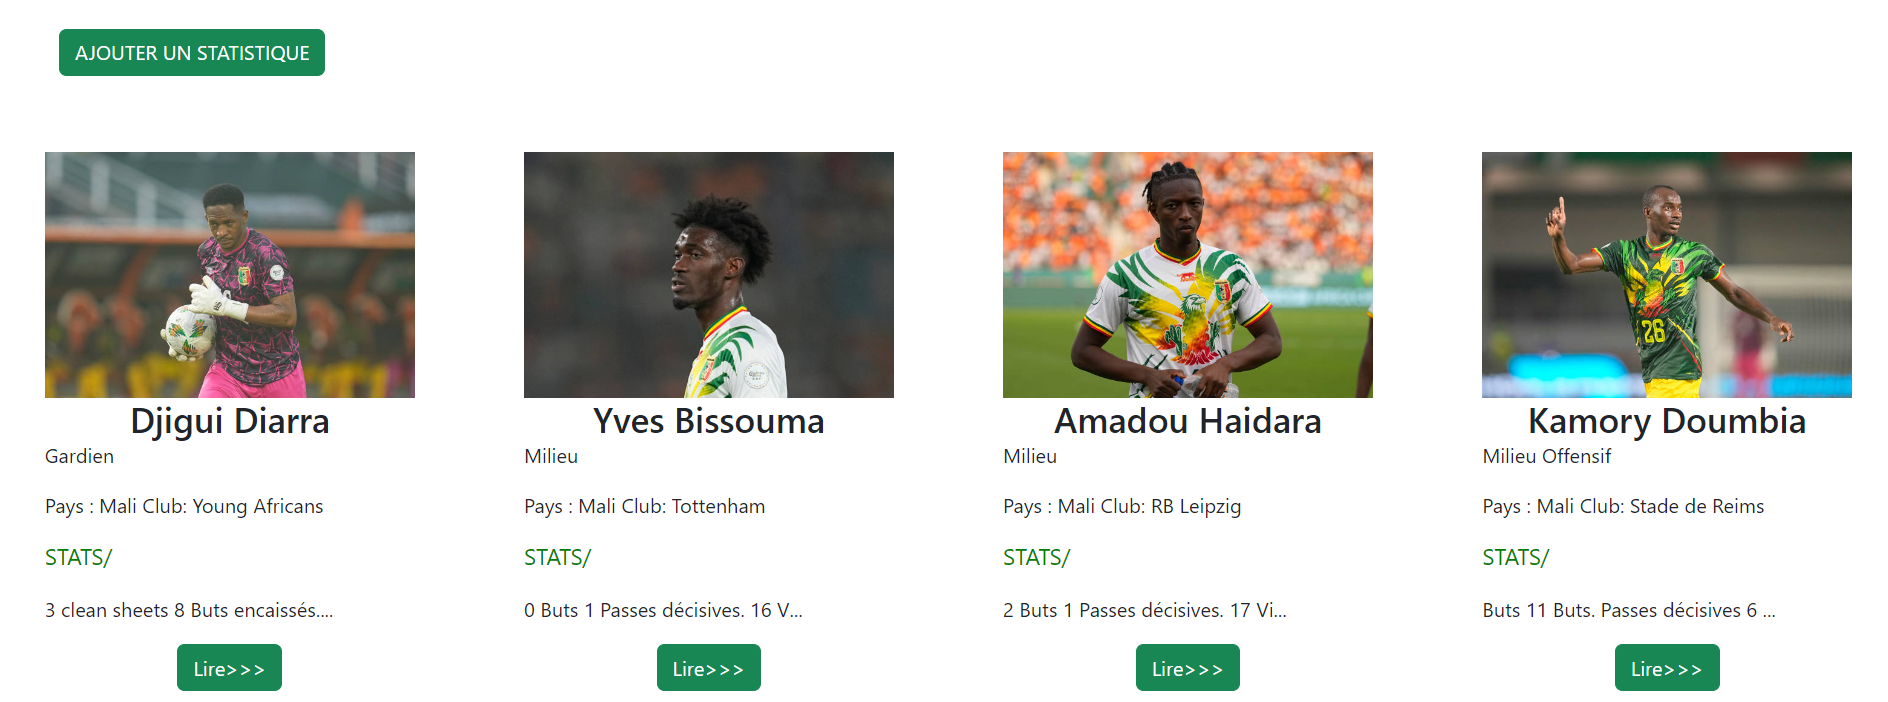 AJOUTER UN STATISTIQUE
Djigui Diarra
Gardien
Pays : Mali Club: Young Africans
STATS/
3 clean sheets 8 Buts encaissés....
Lire>>>
Yves Bissouma
Milieu
Pays : Mali Club: Tottenham
STATS/
0 Buts 1 Passes décisives. 16 V...
Lire>>>
Amadou Haidara
Milieu
Pays : Mali Club: RB Leipzig
STATS/
2 Buts 1 Passes décisives. 17 Vi...
Lire>>>
26
Kamory Doumbia
Milieu Offensif
Pays : Mali Club: Stade de Reims
STATS/
Buts 11 Buts. Passes décisives 6 ...
Lire>>>